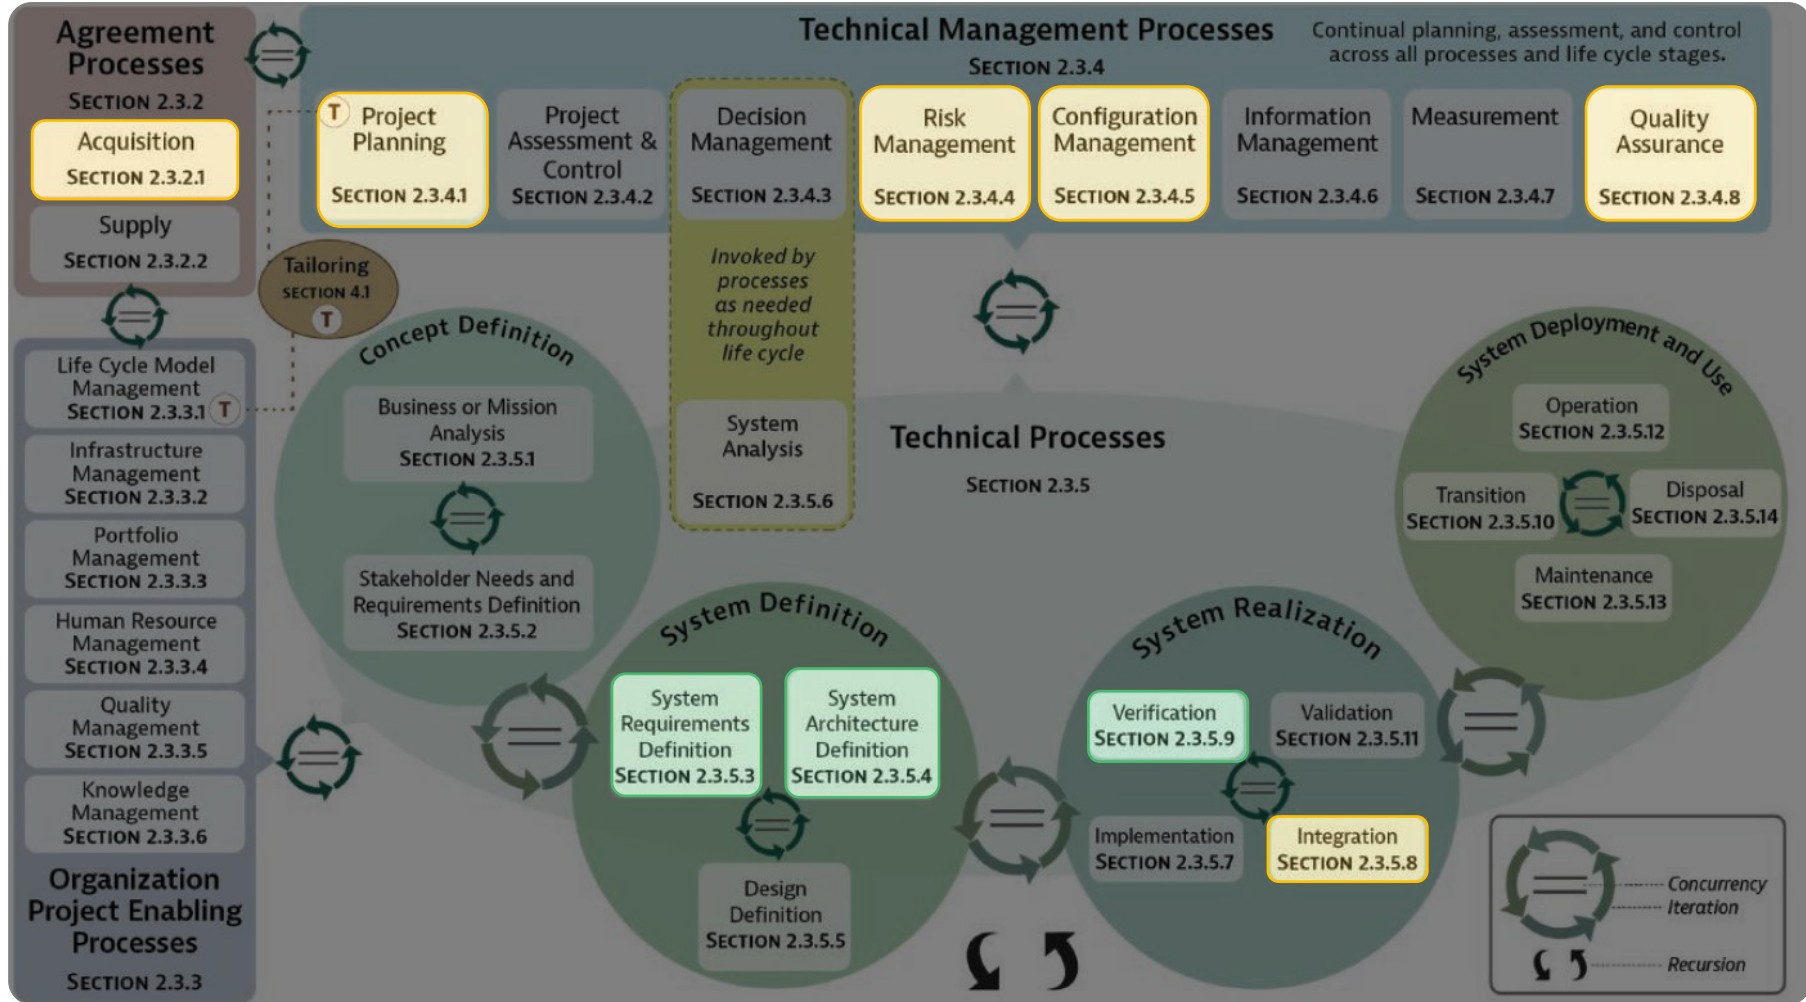 Agreement
Processes
SECTION 2.3.2
Acquisition
SECTION 2.3.2.1
Supply
SECTION 2.3.2.2
Technical Management Processes
SECTION 2.3.4
Continual planning, assessment, and control
across all processes and life cycle stages.
T
Project
Planning
SECTION 2.3.4.1
Project
Assessment &
Control
SECTION 2.3.4.2
Decision
Management
SECTION 2.3.4.3
Risk
Management
SECTION 2.3.4.4
Configuration
Management
SECTION 2.3.4.5
Information
Management
SECTION 2.3.4.6
Measurement
SECTION 2.3.4.7
Quality
Assurance
SECTION 2.3.4.8
Tailoring
SECTION 4.1
T
Invoked by
processes
as needed
throughout
life cycle
System
Analysis
SECTION 2.3.5.6
Life Cycle Model
Management
SECTION 2.3.3.1
T
Infrastructure
Management
SECTION 2.3.3.2
Portfolio
Management
SECTION 2.3.3.3
Human Resource
Management
SECTION 2.3.3.4
Quality
Management
SECTION 2.3.3.5
Knowledge
Management
SECTION 2.3.3.6
Organization
Project Enabling
Processes
SECTION 2.3.3
Technical Processes
SECTION 2.3.5
Concept Definition
Business or Mission
Analysis
SECTION 2.3.5.1
Stakeholder Needs and
Requirements Definition
SECTION 2.3.5.2
System Definition
System
Requirements
Definition
SECTION 2.3.5.3
System
Architecture
Definition
SECTION 2.3.5.4
Design
Definition
SECTION 2.3.5.5
System Realization
Verification
SECTION 2.3.5.9
Validation
SECTION 2.3.5.11
Implementation
SECTION 2.3.5.7
Integration
SECTION 2.3.5.8
System Deployment and Use
Operation
SECTION 2.3.5.12
Transition
SECTION 2.3.5.10
Disposal
SECTION 2.3.5.14
Maintenance
SECTION 2.3.5.13
Concurrency
Iteration
Recursion